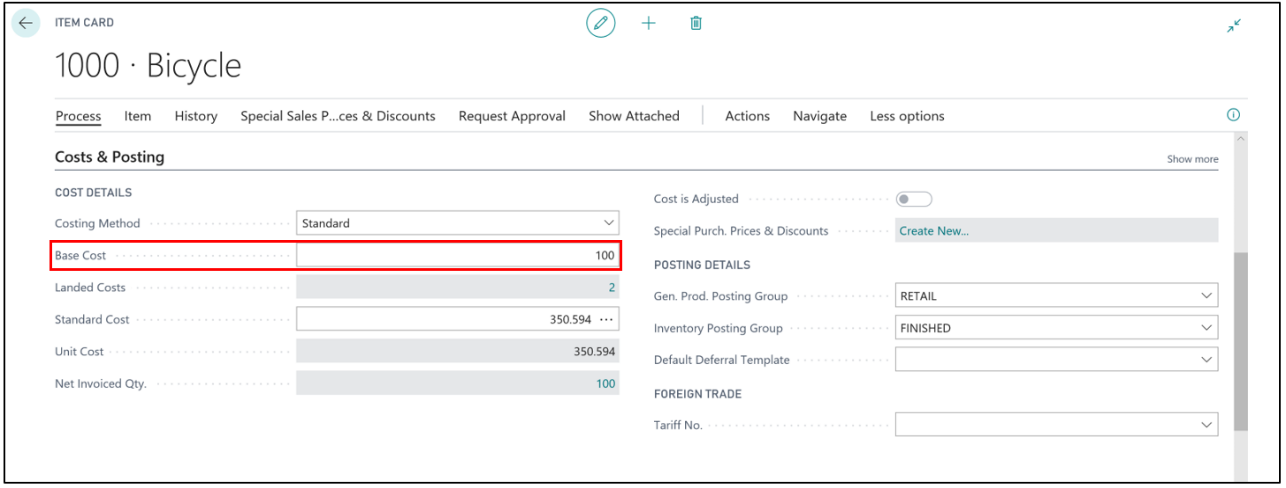 ITEM CARD
1000 · Bicycle
Process Item History Special Sales P...ces & Discounts Request Approval Show Attached Actions Navigate Less options
Costs & Posting
Show more
COST DETAILS
Costing Method Standard
Base Cost 100
Landed Costs 2
Standard Cost 350.594 ...
Unit Cost 350.594
Net Invoiced Qty. 100
Cost is Adjusted
Special Purch. Prices & Discounts Create New...
POSTING DETAILS
Gen. Prod. Posting Group RETAIL
Inventory Posting Group FINISHED
Default Deferral Template
FOREIGN TRADE
Tariff No.